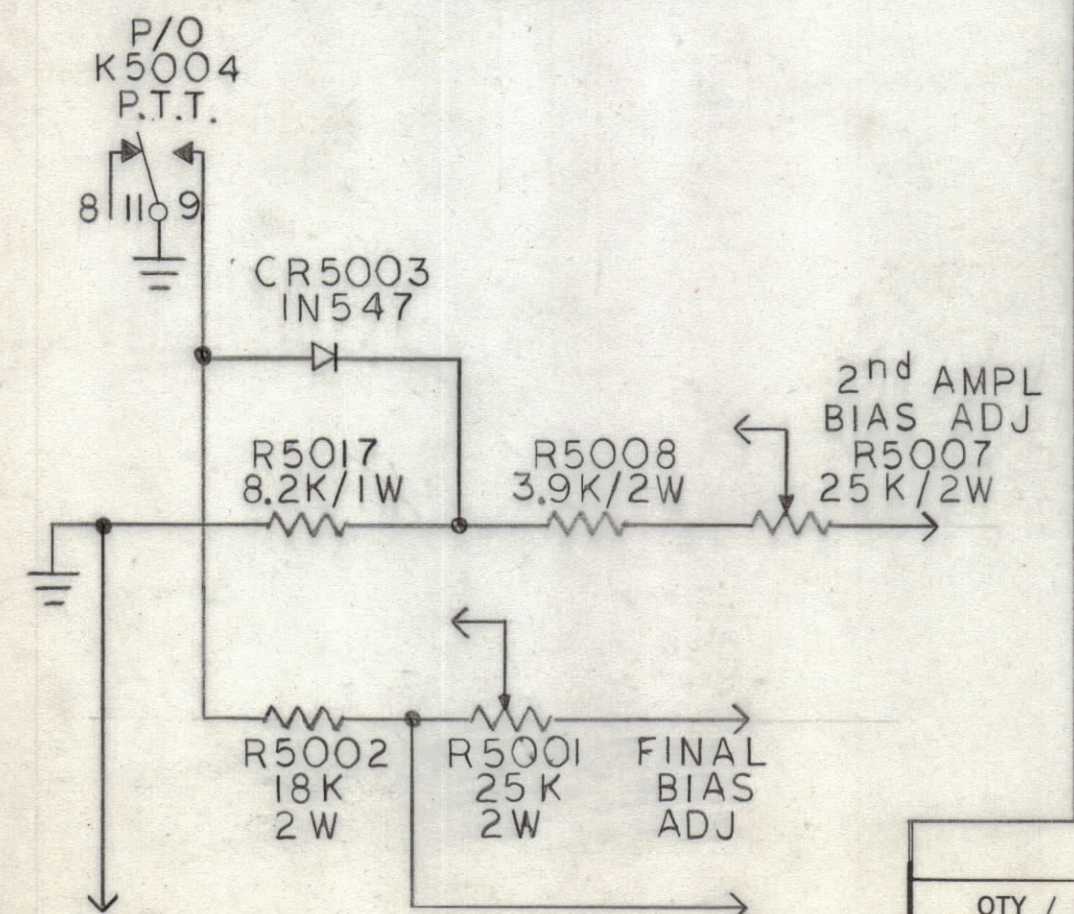 P/O
K5004
P.T.T.
8 11 9
CR5003
1N547
2nd AMPL
BIAS ADJ
R5007
25K/2W
R5017
8.2K/1W
R5008
3.9K/2W
R5002
18K
2W
R5001
25K
2W
FINAL
BIAS
ADJ
QTY /